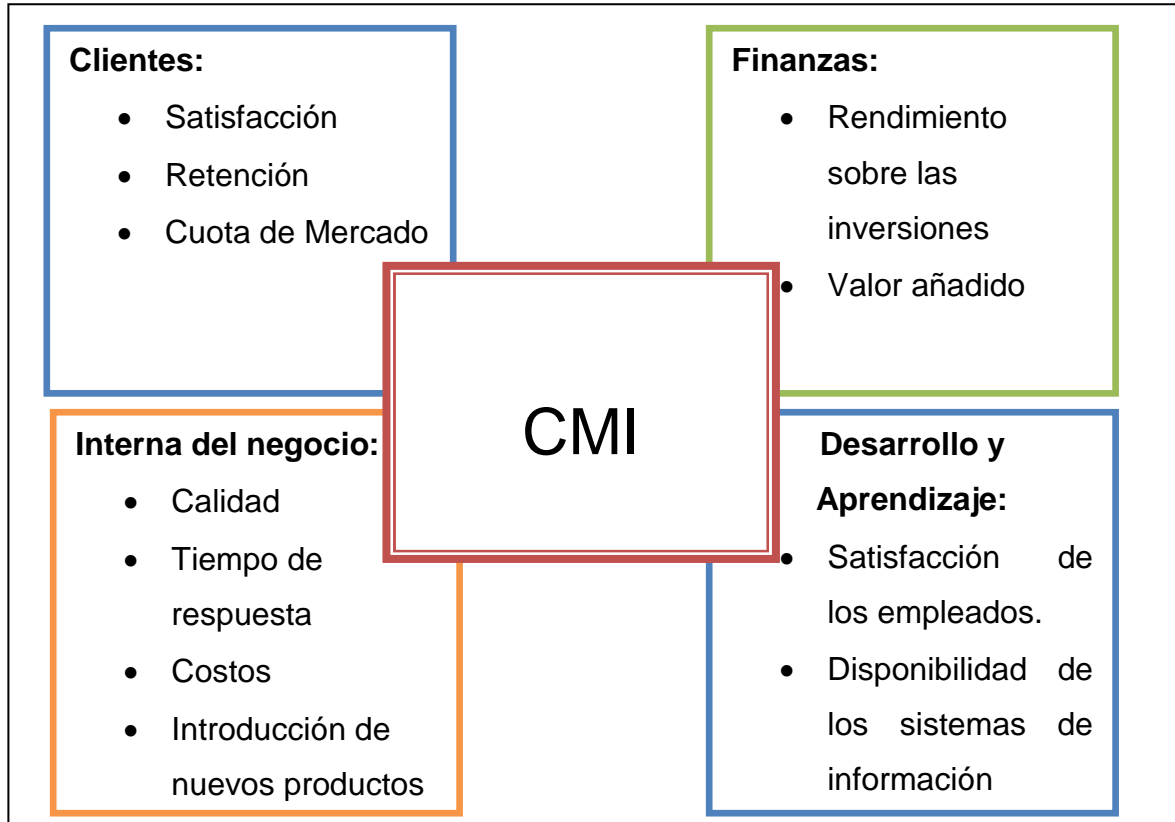 Clientes:
• Satisfacción
• Retención
• Cuota de Mercado
Finanzas:
• Rendimiento
sobre las
inversiones
• Valor añadido
CMI
Interna del negocio:
• Calidad
• Tiempo de
respuesta
• Costos
• Introducción de
nuevos productos
Desarrollo y
Aprendizaje:
• Satisfacción de
los empleados.
• Disponibilidad de
los sistemas de
información